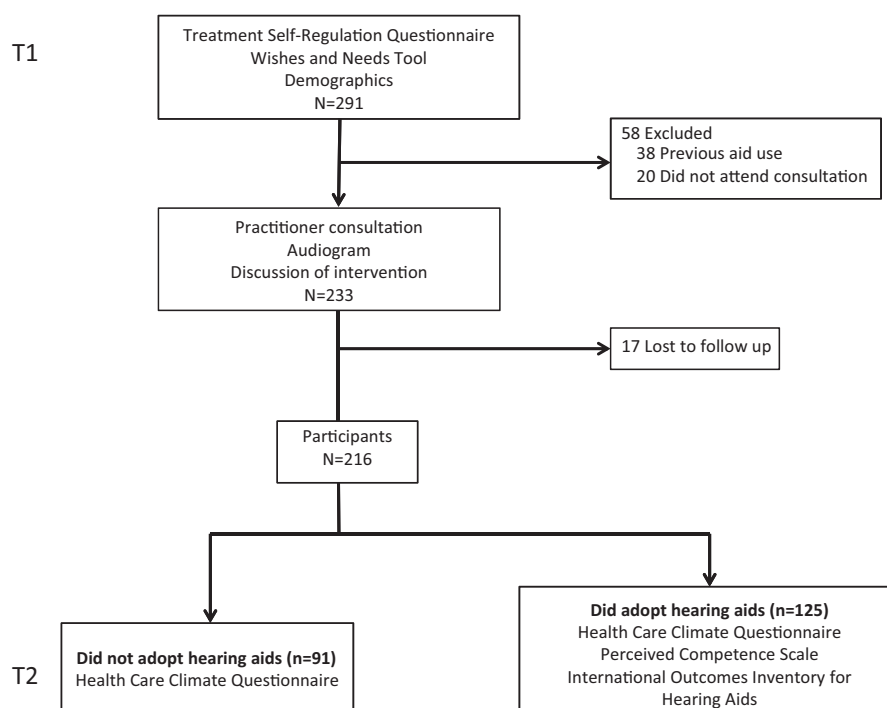 T1
Treatment Self-Regulation Questionnaire
Wishes and Needs Tool
Demographics
N=291
58 Excluded
38 Previous aid use
20 Did not attend consultation
Practitioner consultation
Audiogram
Discussion of intervention
N=233
17 Lost to follow up
Participants
N=216
T2
Did not adopt hearing aids (n=91)
Health Care Climate Questionnaire
Did adopt hearing aids (n=125)
Health Care Climate Questionnaire
Perceived Competence Scale
International Outcomes Inventory for
Hearing Aids